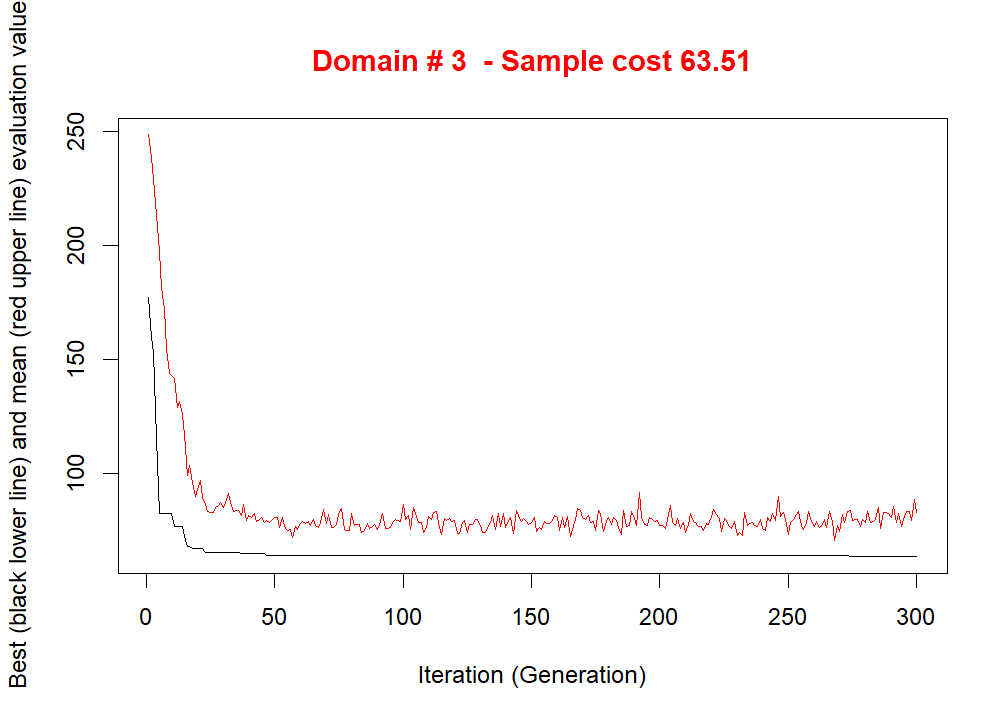 Domain # 3  - Sample cost 63.51
Best (black lower line) and mean (red upper line) evaluation value
250
200
150
100
0 50 100 150 200 250 300
Iteration (Generation)